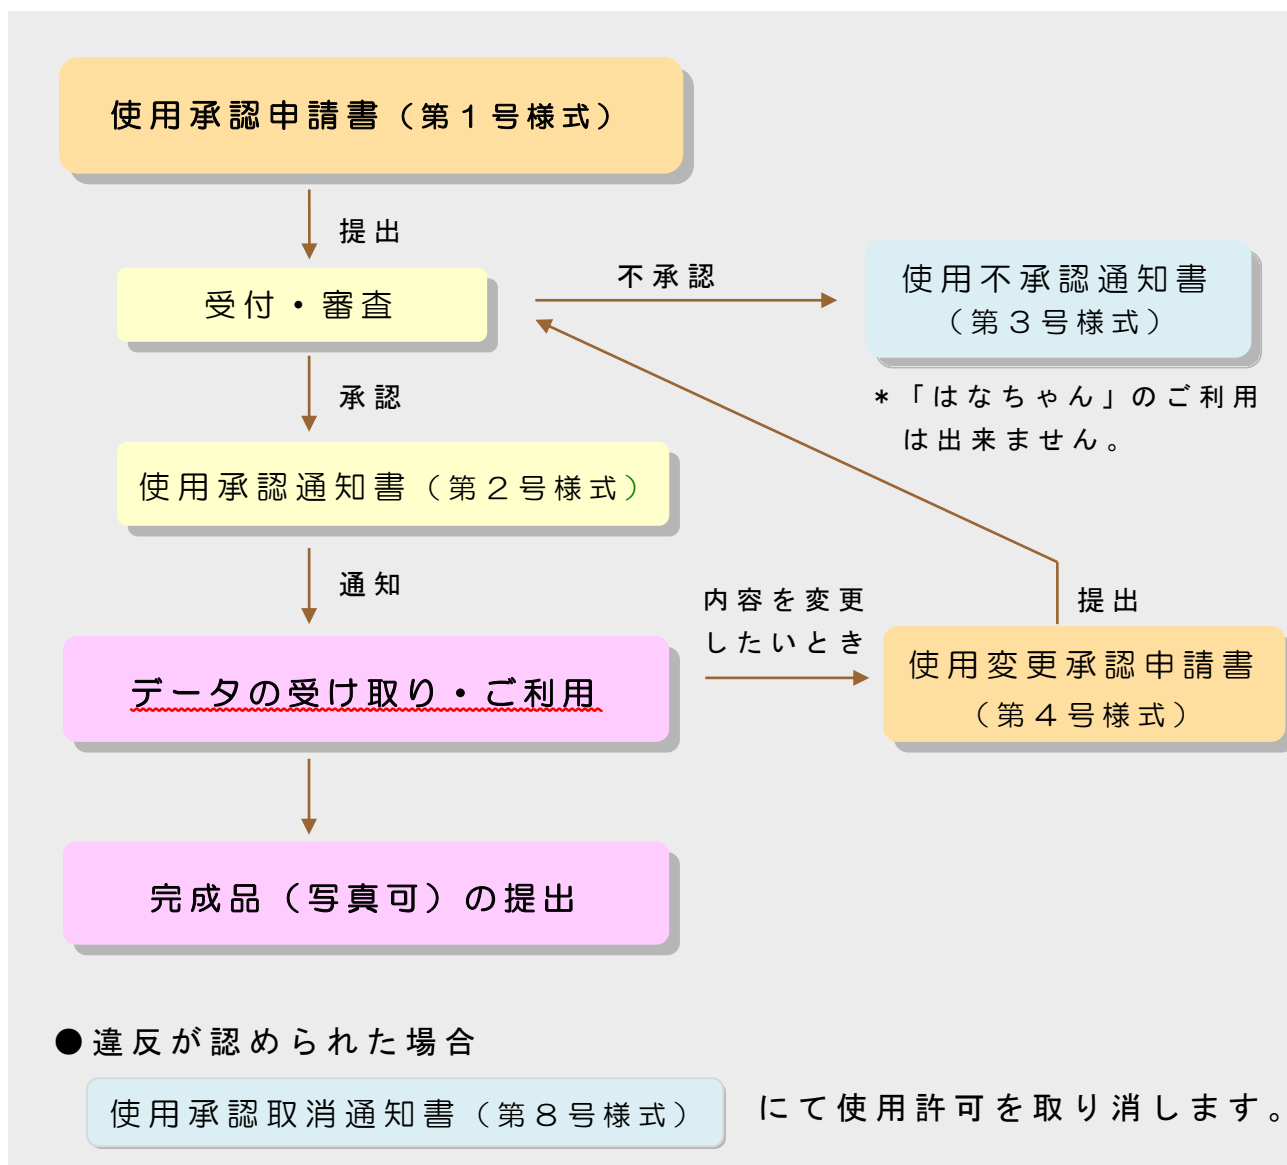 使用承認申請書（第１号様式）
提出
受付・審査
不承認
使用不承認通知書
（第３号様式）
＊「はなちゃん」のご利用
は出来ません。
承認
使用承認通知書（第２号様式）
通知
内容を変更
したいとき
提出
使用変更承認申請書
（第４号様式）
データの受け取り・ご利用
完成品（写真可）の提出
●違反が認められた場合
使用承認取消通知書（第８号様式）
にて使用許可を取り消します。